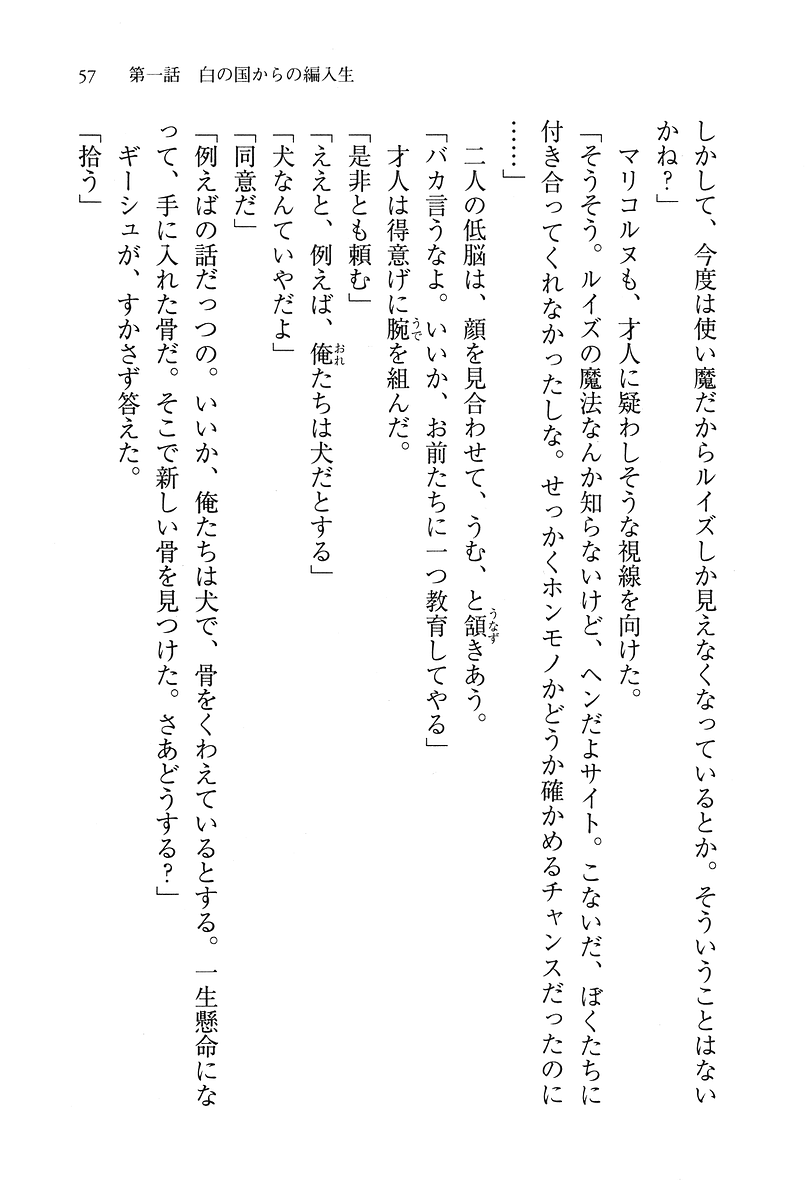 57　第一話　白の国からの編入生
しかして、今度は使い魔だからルイズしか見えなくなっているとか。そういうことはない
かね？」
　マリコルヌも、才人に疑わしそうな視線を向けた。
「そうそう。ルイズの魔法なんか知らないけど、ヘンだよサイト。こないだ、ぼくたちに
付き合ってくれなかったしな。せっかくホンモノかどうか確かめるチャンスだったのに
……」
　二人の低脳は、顔を見合わせて、うむ、と頷きあう。
「バカ言うなよ。いいか、お前たちに一つ教育してやる」
　才人は得意げに腕を組んだ。
「是非とも頼む」
「ええと、例えば、俺たちは犬だとする」
「犬なんていやだよ」
「同意だ」
「例えばの話だっつの。いいか、俺たちは犬で、骨をくわえているとする。一生懸命にな
って、手に入れた骨だ。そこで新しい骨を見つけた。さあどうする？」
　ギーシュが、すかさず答えた。
「拾う」